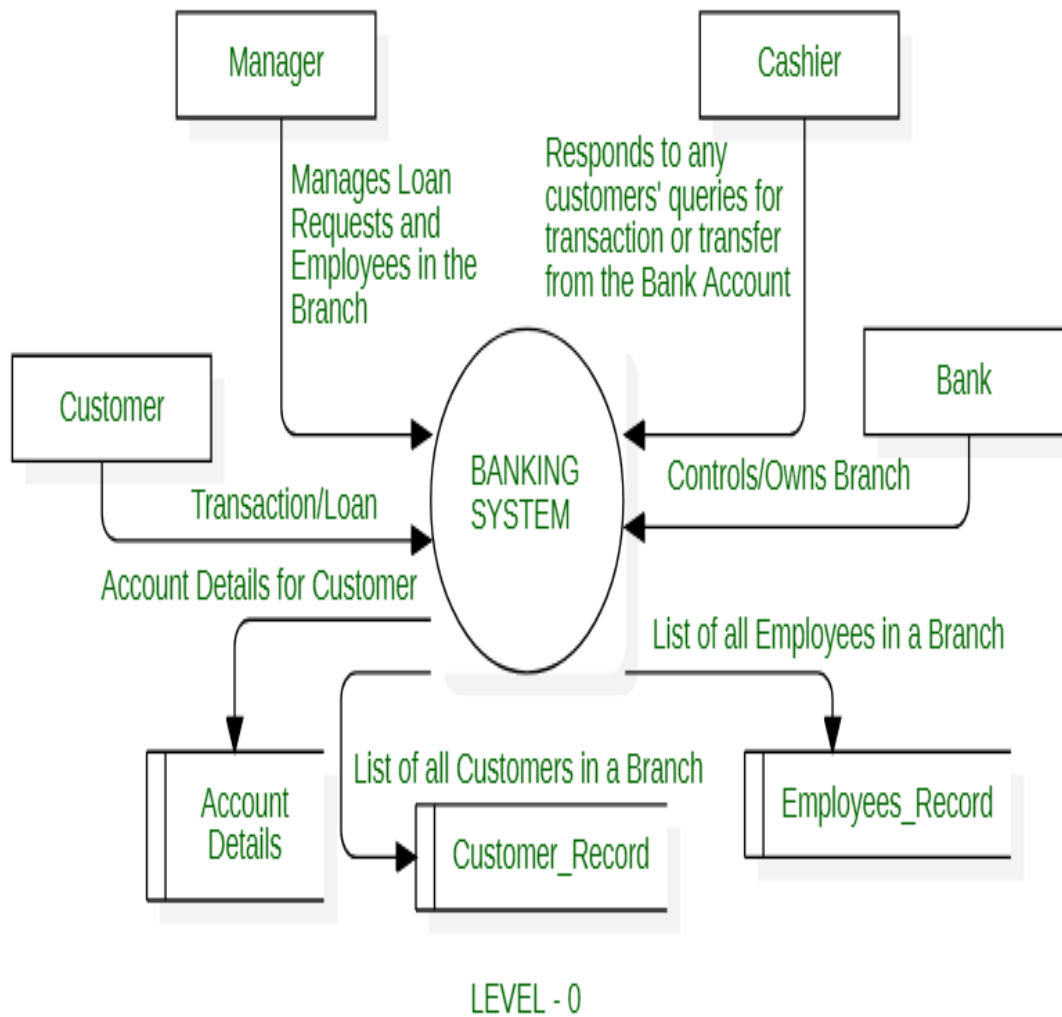 Manager
Cashier
Manages Loan
Requests and
Employees in the
Branch
Responds to any
customers' queries for
transaction or transfer
from the Bank Account
Customer
Bank
BANKING
SYSTEM
Controls/Owns Branch
Transaction/Loan
Account Details for Customer
List of all Employees in a Branch
List of all Customers in a Branch
Account
Details
Customer_Record
Employees_Record
LEVEL - 0